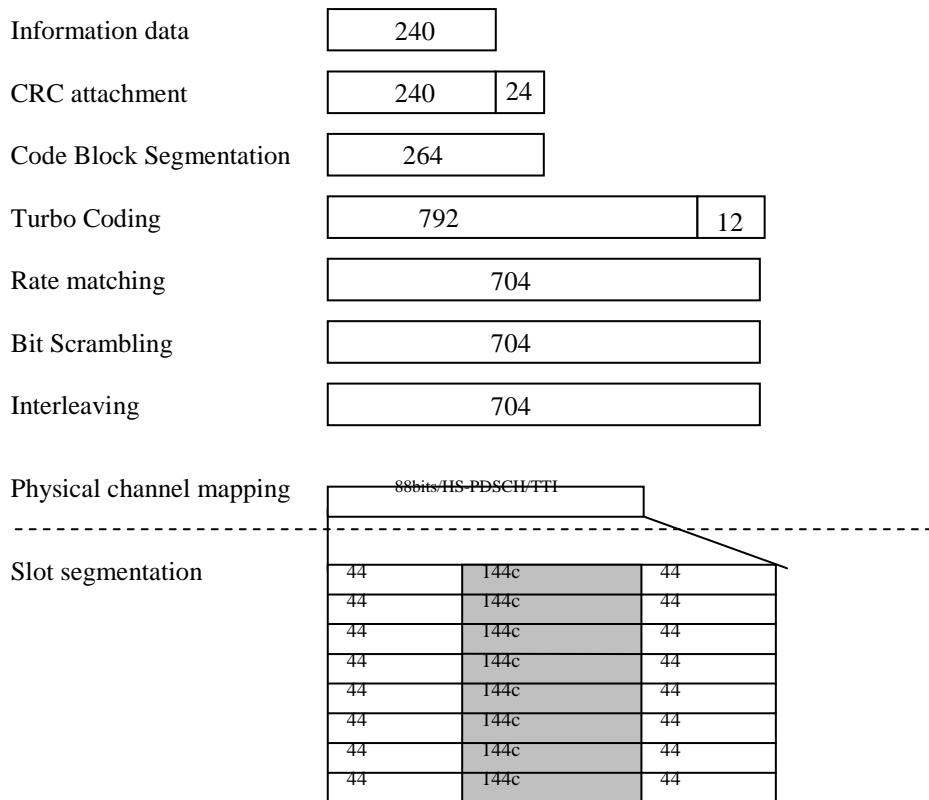 Information data 240
CRC attachment 240 24
Code Block Segmentation 264
Turbo Coding 792 12
Rate matching 704
Bit Scrambling 704
Interleaving 704
Physical channel mapping 88bits/HS-PDSCH/TTI
Slot segmentation 44 144c 44
44 144c 44
44 144c 44
44 144c 44
44 144c 44
44 144c 44
44 144c 44
44 144c 44